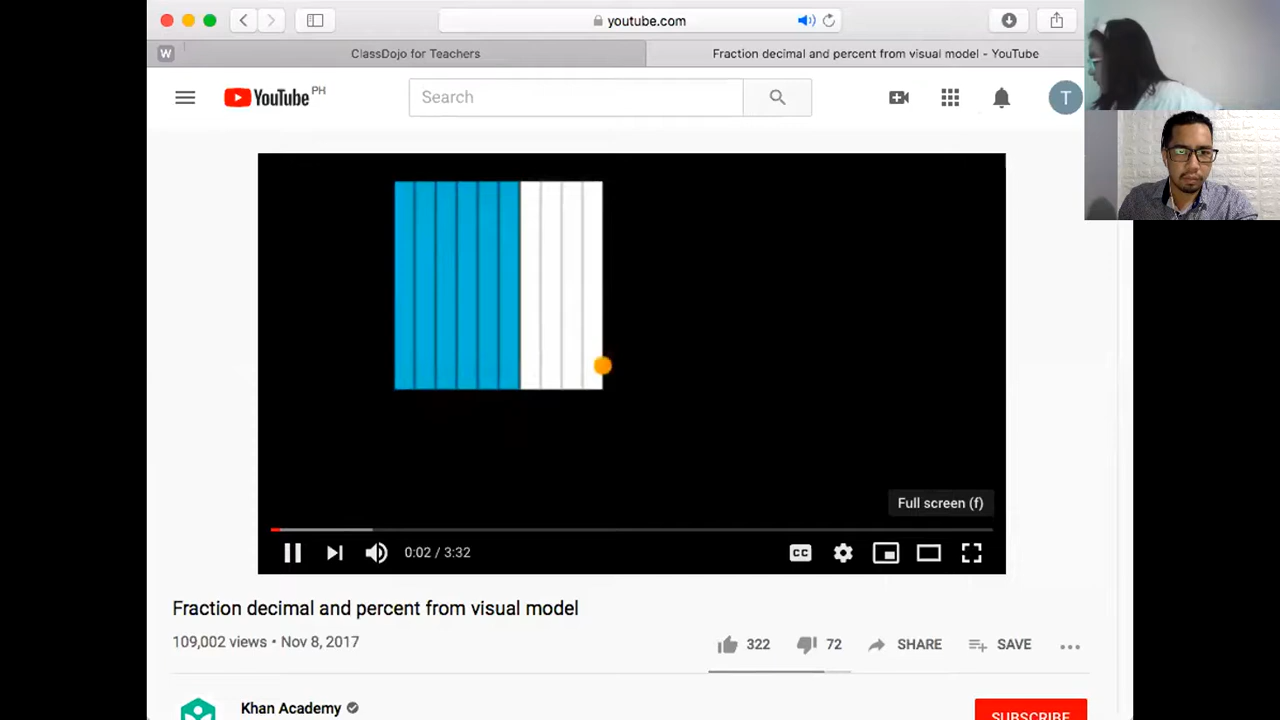 youtube.com
W
ClassDojo for Teachers
Fraction decimal and percent from visual model - YouTube
YouTube PH
Search
T
Full screen (f)
0:02 / 3:32
CC
Fraction decimal and percent from visual model
109,002 views • Nov 8, 2017
322
72
SHARE
SAVE
Khan Academy
SUBSCRIBE